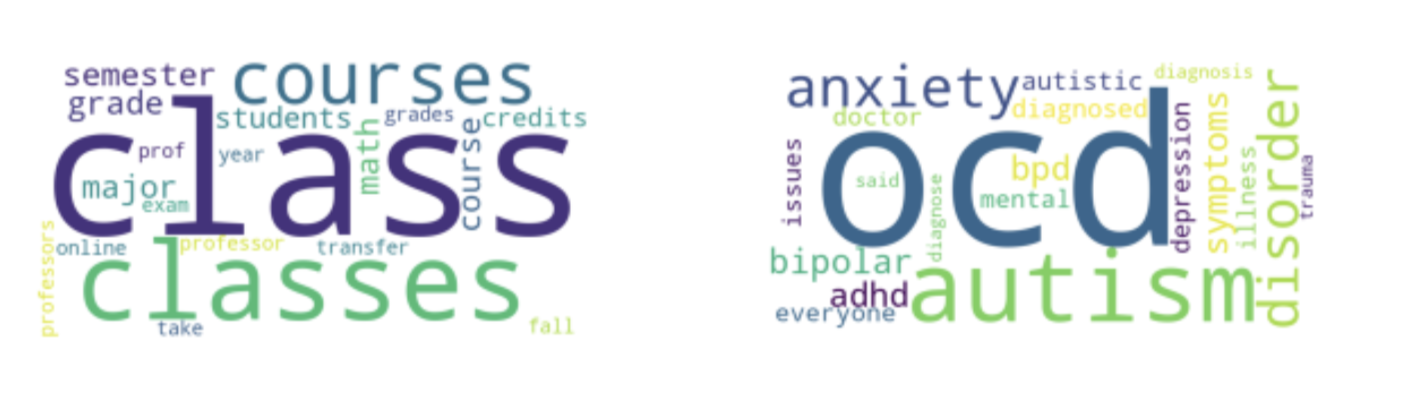 semester
courses
grade
students
grades
credits
class
prof
year
math
course
major
exam
professors
online
professor
transfer
classes
take
fall
anxiety
autistic
diagnosis
doctor
diagnosed
ocd
issues
said
bpd
mental
diagnose
depression
symptoms
illness
disorder
trauma
bipolar
autism
adhd
everyone